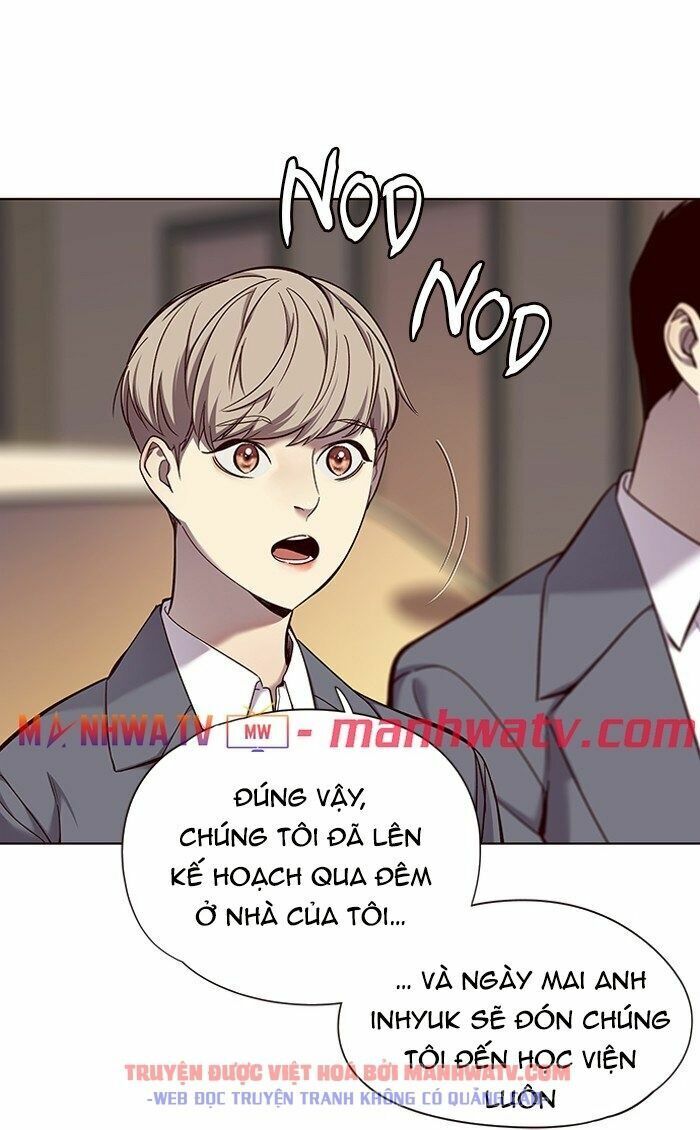 NOD
NOD
MANHWATV MW - manhwatv.com
ĐÚNG VẬY,
CHÚNG TÔI ĐÃ LÊN
KẾ HOẠCH QUA ĐÊM
Ở NHÀ CỦA TÔI...
... VÀ NGÀY MAI ANH
INHYUK SẼ ĐÓN CHÚNG
TÔI ĐẾN HỌC VIỆN
LUÔN
TRUYỆN ĐƯỢC VIỆT HOÁ BỞI MANHWATV.COM
-WEB ĐỌC TRUYỆN TRANH KHÔNG CÓ QUẢNG CÁO-